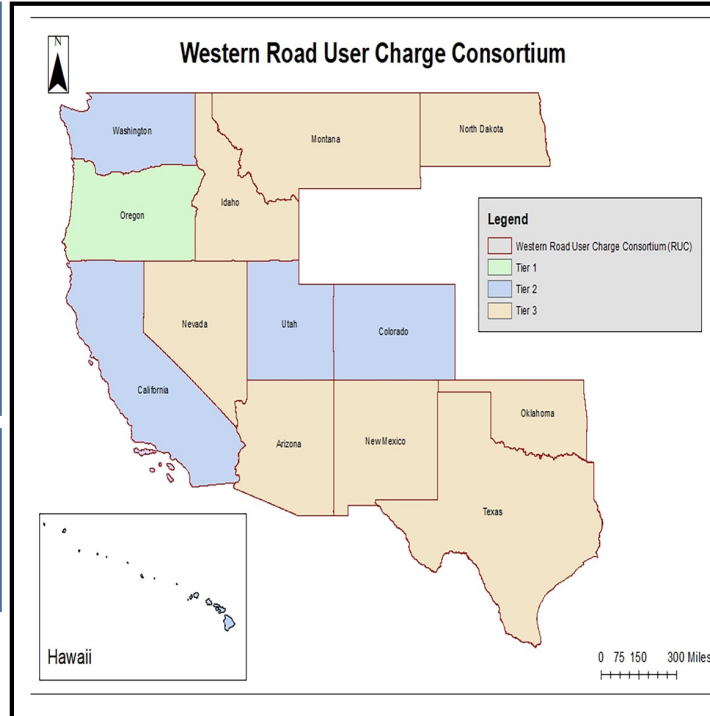 N
Western Road User Charge Consortium
Washington
Montana
North Dakota
Oregon
Idaho
Legend
Western Road User Charge Consortium (RUC)
Tier 1
Tier 2
Tier 3
Nevada
Utah
Colorado
California
Arizona
New Mexico
Oklahoma
Texas
Hawaii
0 75 150 300 Miles